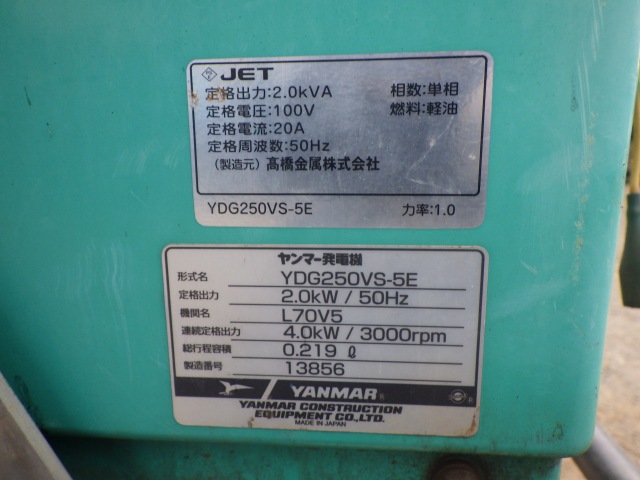 JET
定格出力:2.0kVA 相数:単相
定格電圧:100V 燃料:軽油
定格電流:20A
定格周波数:50Hz
(製造元) 髙橋金属株式会社
YDG250VS-5E 力率:1.0
ヤンマー発電機
形式名 YDG250VS-5E
定格出力 2.0kW / 50Hz
機関名 L70V5
連続定格出力 4.0kW / 3000rpm
総行程容積 0.219 ℓ
製造番号 13856
YANMAR
YANMAR CONSTRUCTION
EQUIPMENT CO.,LTD.
MADE IN JAPAN